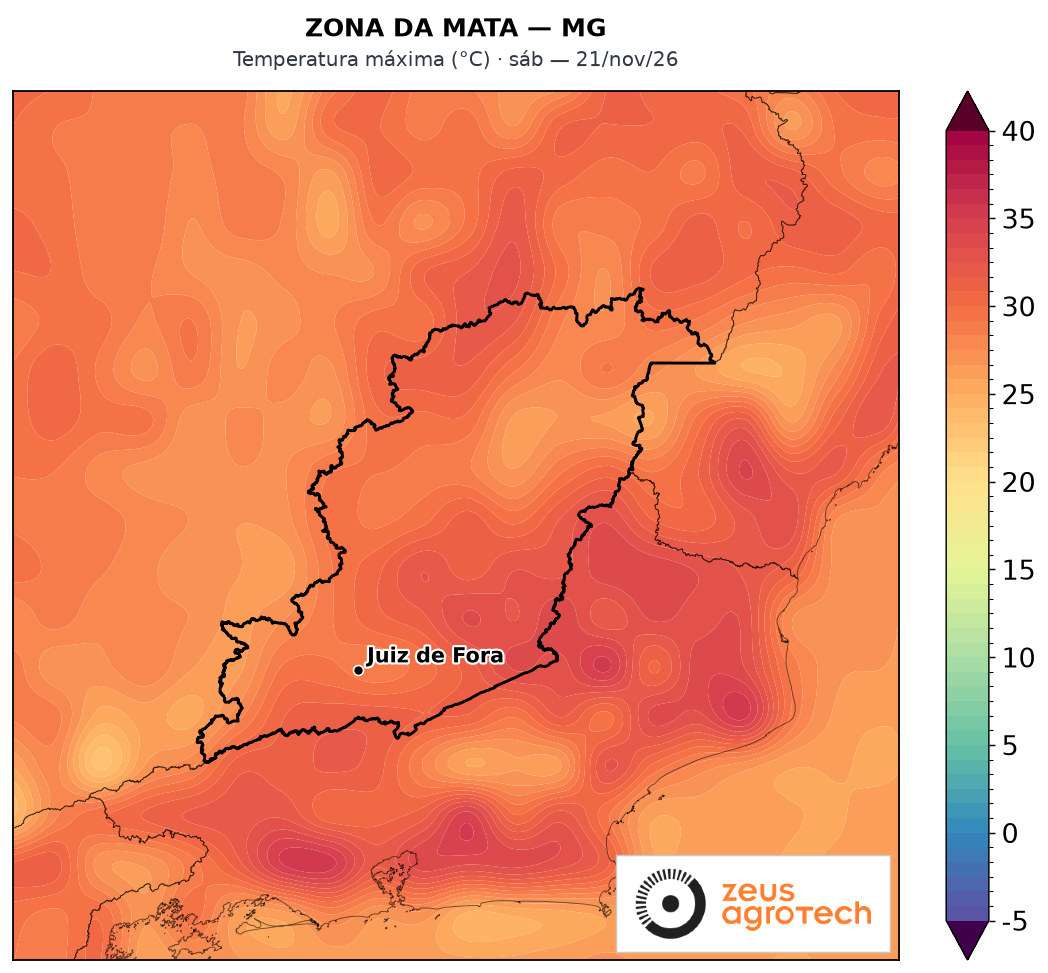 ZONA DA MATA — MG
Temperatura máxima (°C) · sáb — 21/nov/26
40
35
30
25
20
15
10
5
0
-5
Juiz de Fora
zeus
agrotech